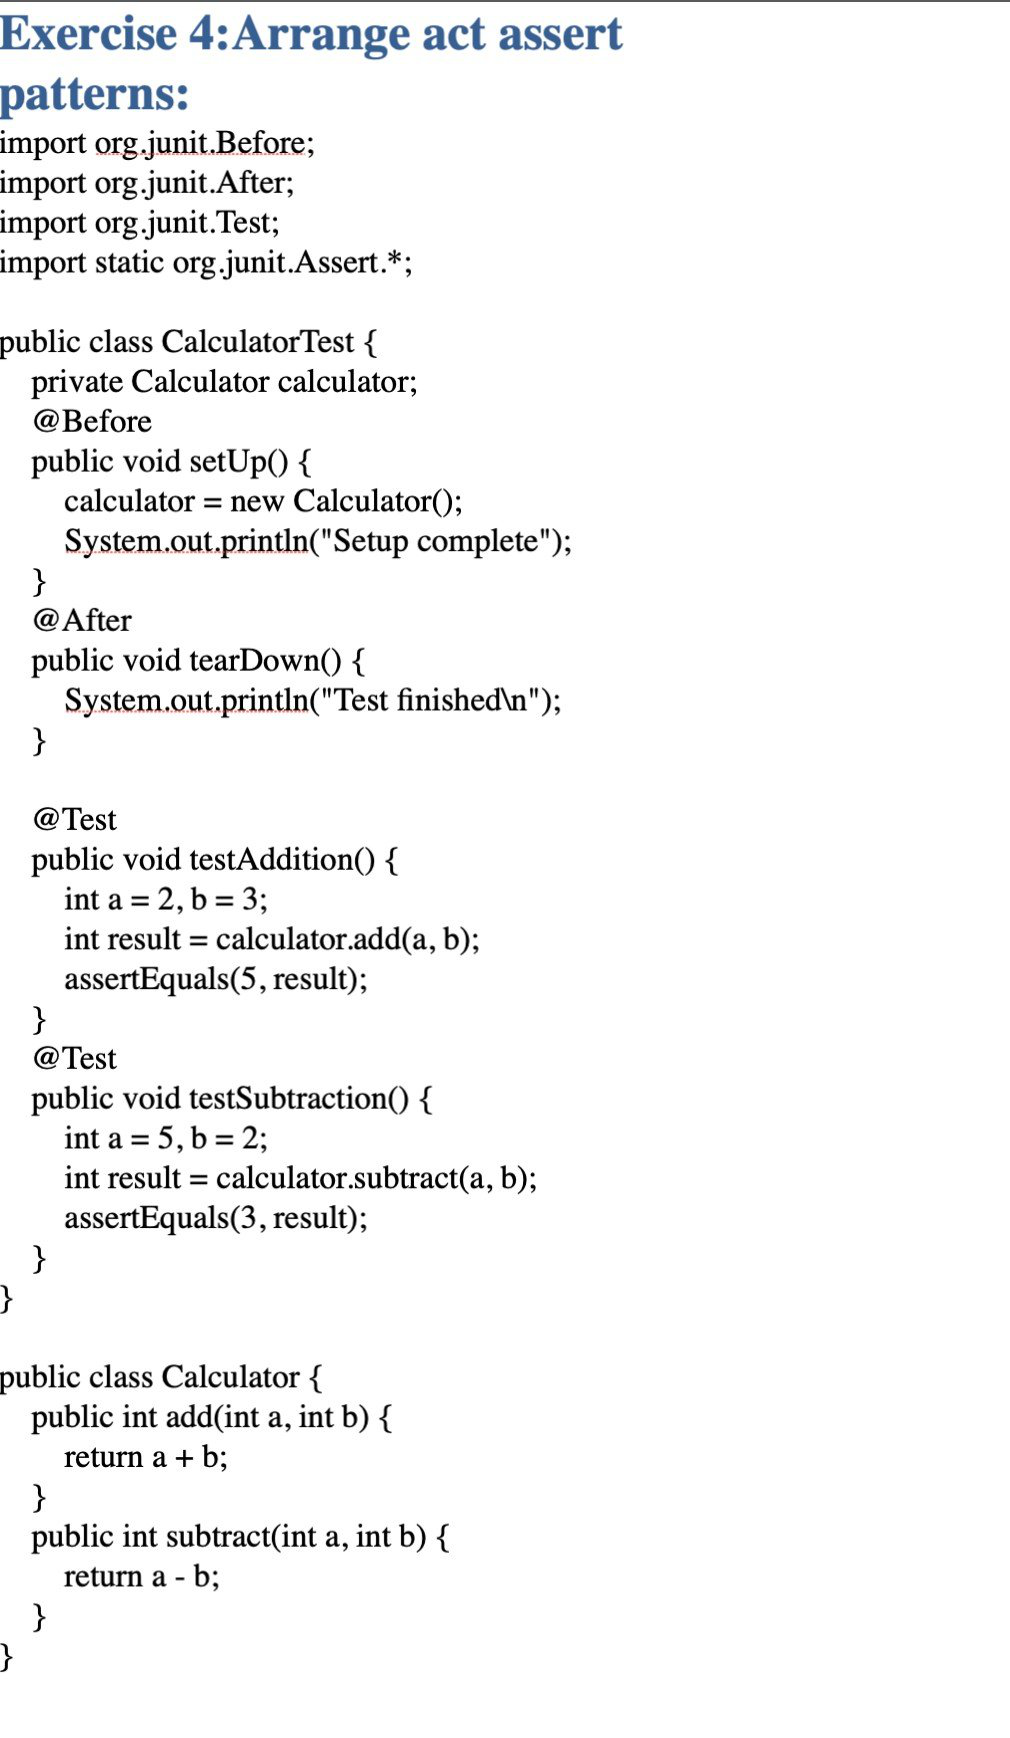 Exercise 4:Arrange act assert
patterns:
import org.junit.Before;
import org.junit.After;
import org.junit.Test;
import static org.junit.Assert.*;
public class CalculatorTest {
private Calculator calculator;
@Before
public void setUp() {
calculator = new Calculator();
System.out.println("Setup complete");
}
@After
public void tearDown() {
System.out.println("Test finished\n");
}
@Test
public void testAddition() {
int a = 2, b = 3;
int result = calculator.add(a, b);
assertEquals(5, result);
}
@Test
public void testSubtraction() {
int a = 5, b = 2;
int result = calculator.subtract(a, b);
assertEquals(3, result);
}
}
public class Calculator {
public int add(int a, int b) {
return a + b;
}
public int subtract(int a, int b) {
return a - b;
}
}